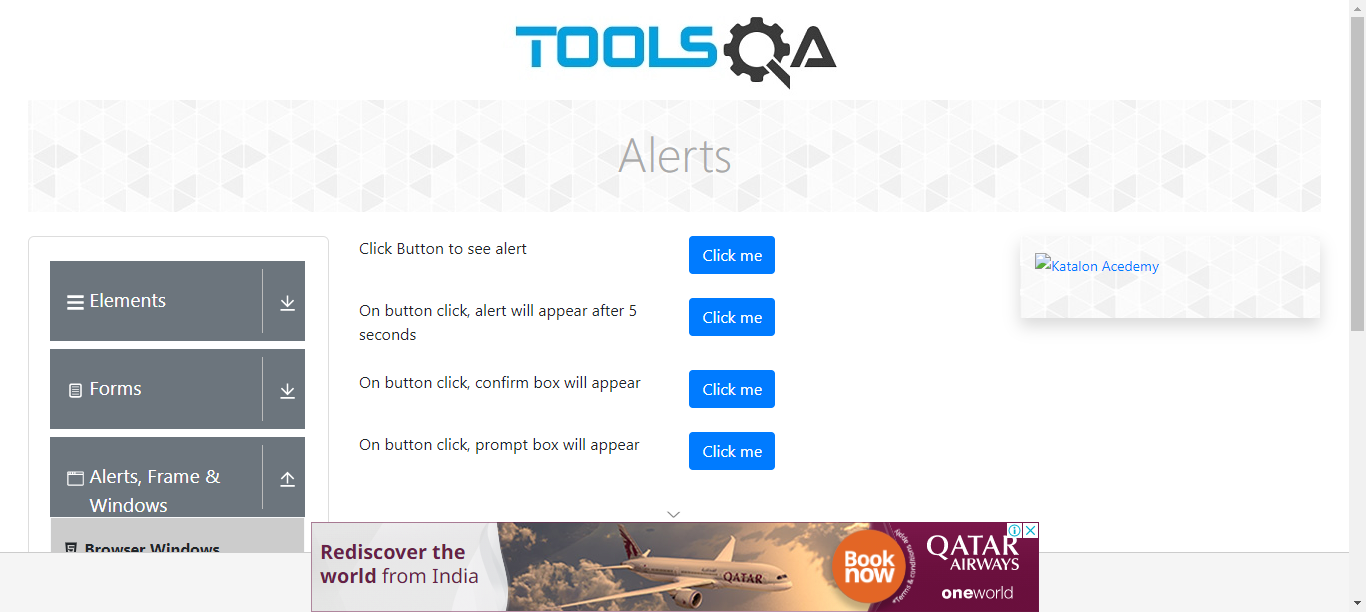 TOOLSQA
Alerts
Elements
Forms
Alerts, Frame &
Windows
Browser Windows
Click Button to see alert
Click me
On button click, alert will appear after 5
seconds
Click me
On button click, confirm box will appear
Click me
On button click, prompt box will appear
Click me
Katalon Acedemy
Rediscover the
world from India
QATAR
Book
now
*Terms & conditions apply
QATAR
AIRWAYS
oneworld